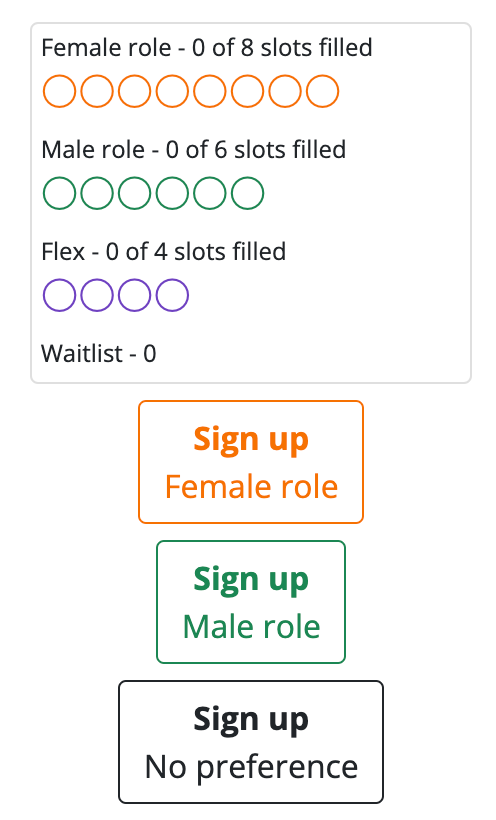 Female role - 0 of 8 slots filled
Male role - 0 of 6 slots filled
Flex - 0 of 4 slots filled
Waitlist - 0
Sign up
Female role
Sign up
Male role
Sign up
No preference